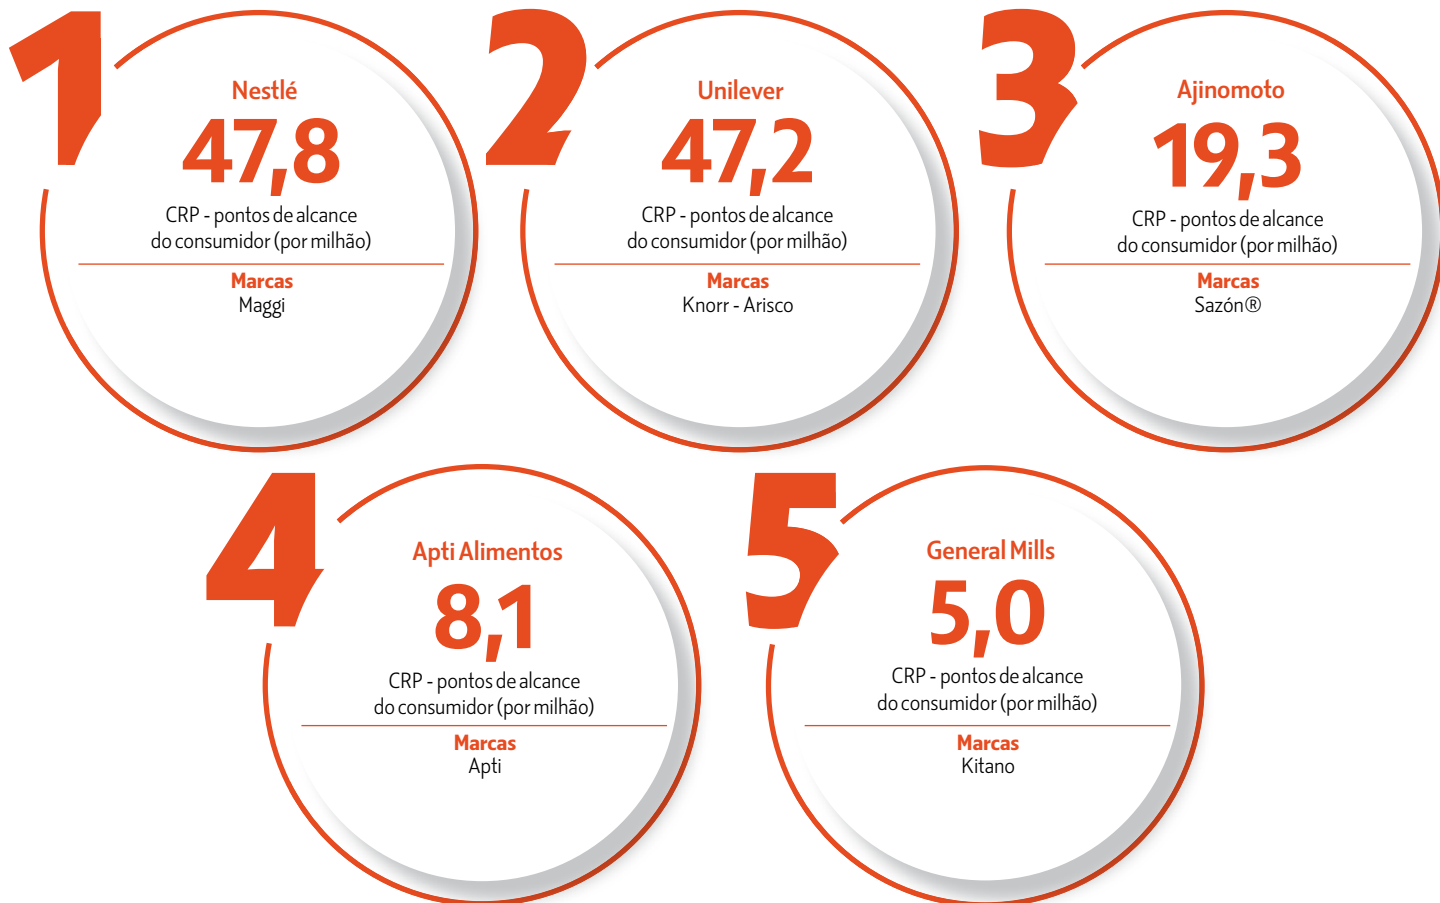 1
Nestlé
47,8
CRP - pontos de alcance
do consumidor (por milhão)
Marcas
Maggi
2
Unilever
47,2
CRP - pontos de alcance
do consumidor (por milhão)
Marcas
Knorr - Arisco
3
Ajinomoto
19,3
CRP - pontos de alcance
do consumidor (por milhão)
Marcas
Sazón®
4
Apti Alimentos
8,1
CRP - pontos de alcance
do consumidor (por milhão)
Marcas
Apti
5
General Mills
5,0
CRP - pontos de alcance
do consumidor (por milhão)
Marcas
Kitano